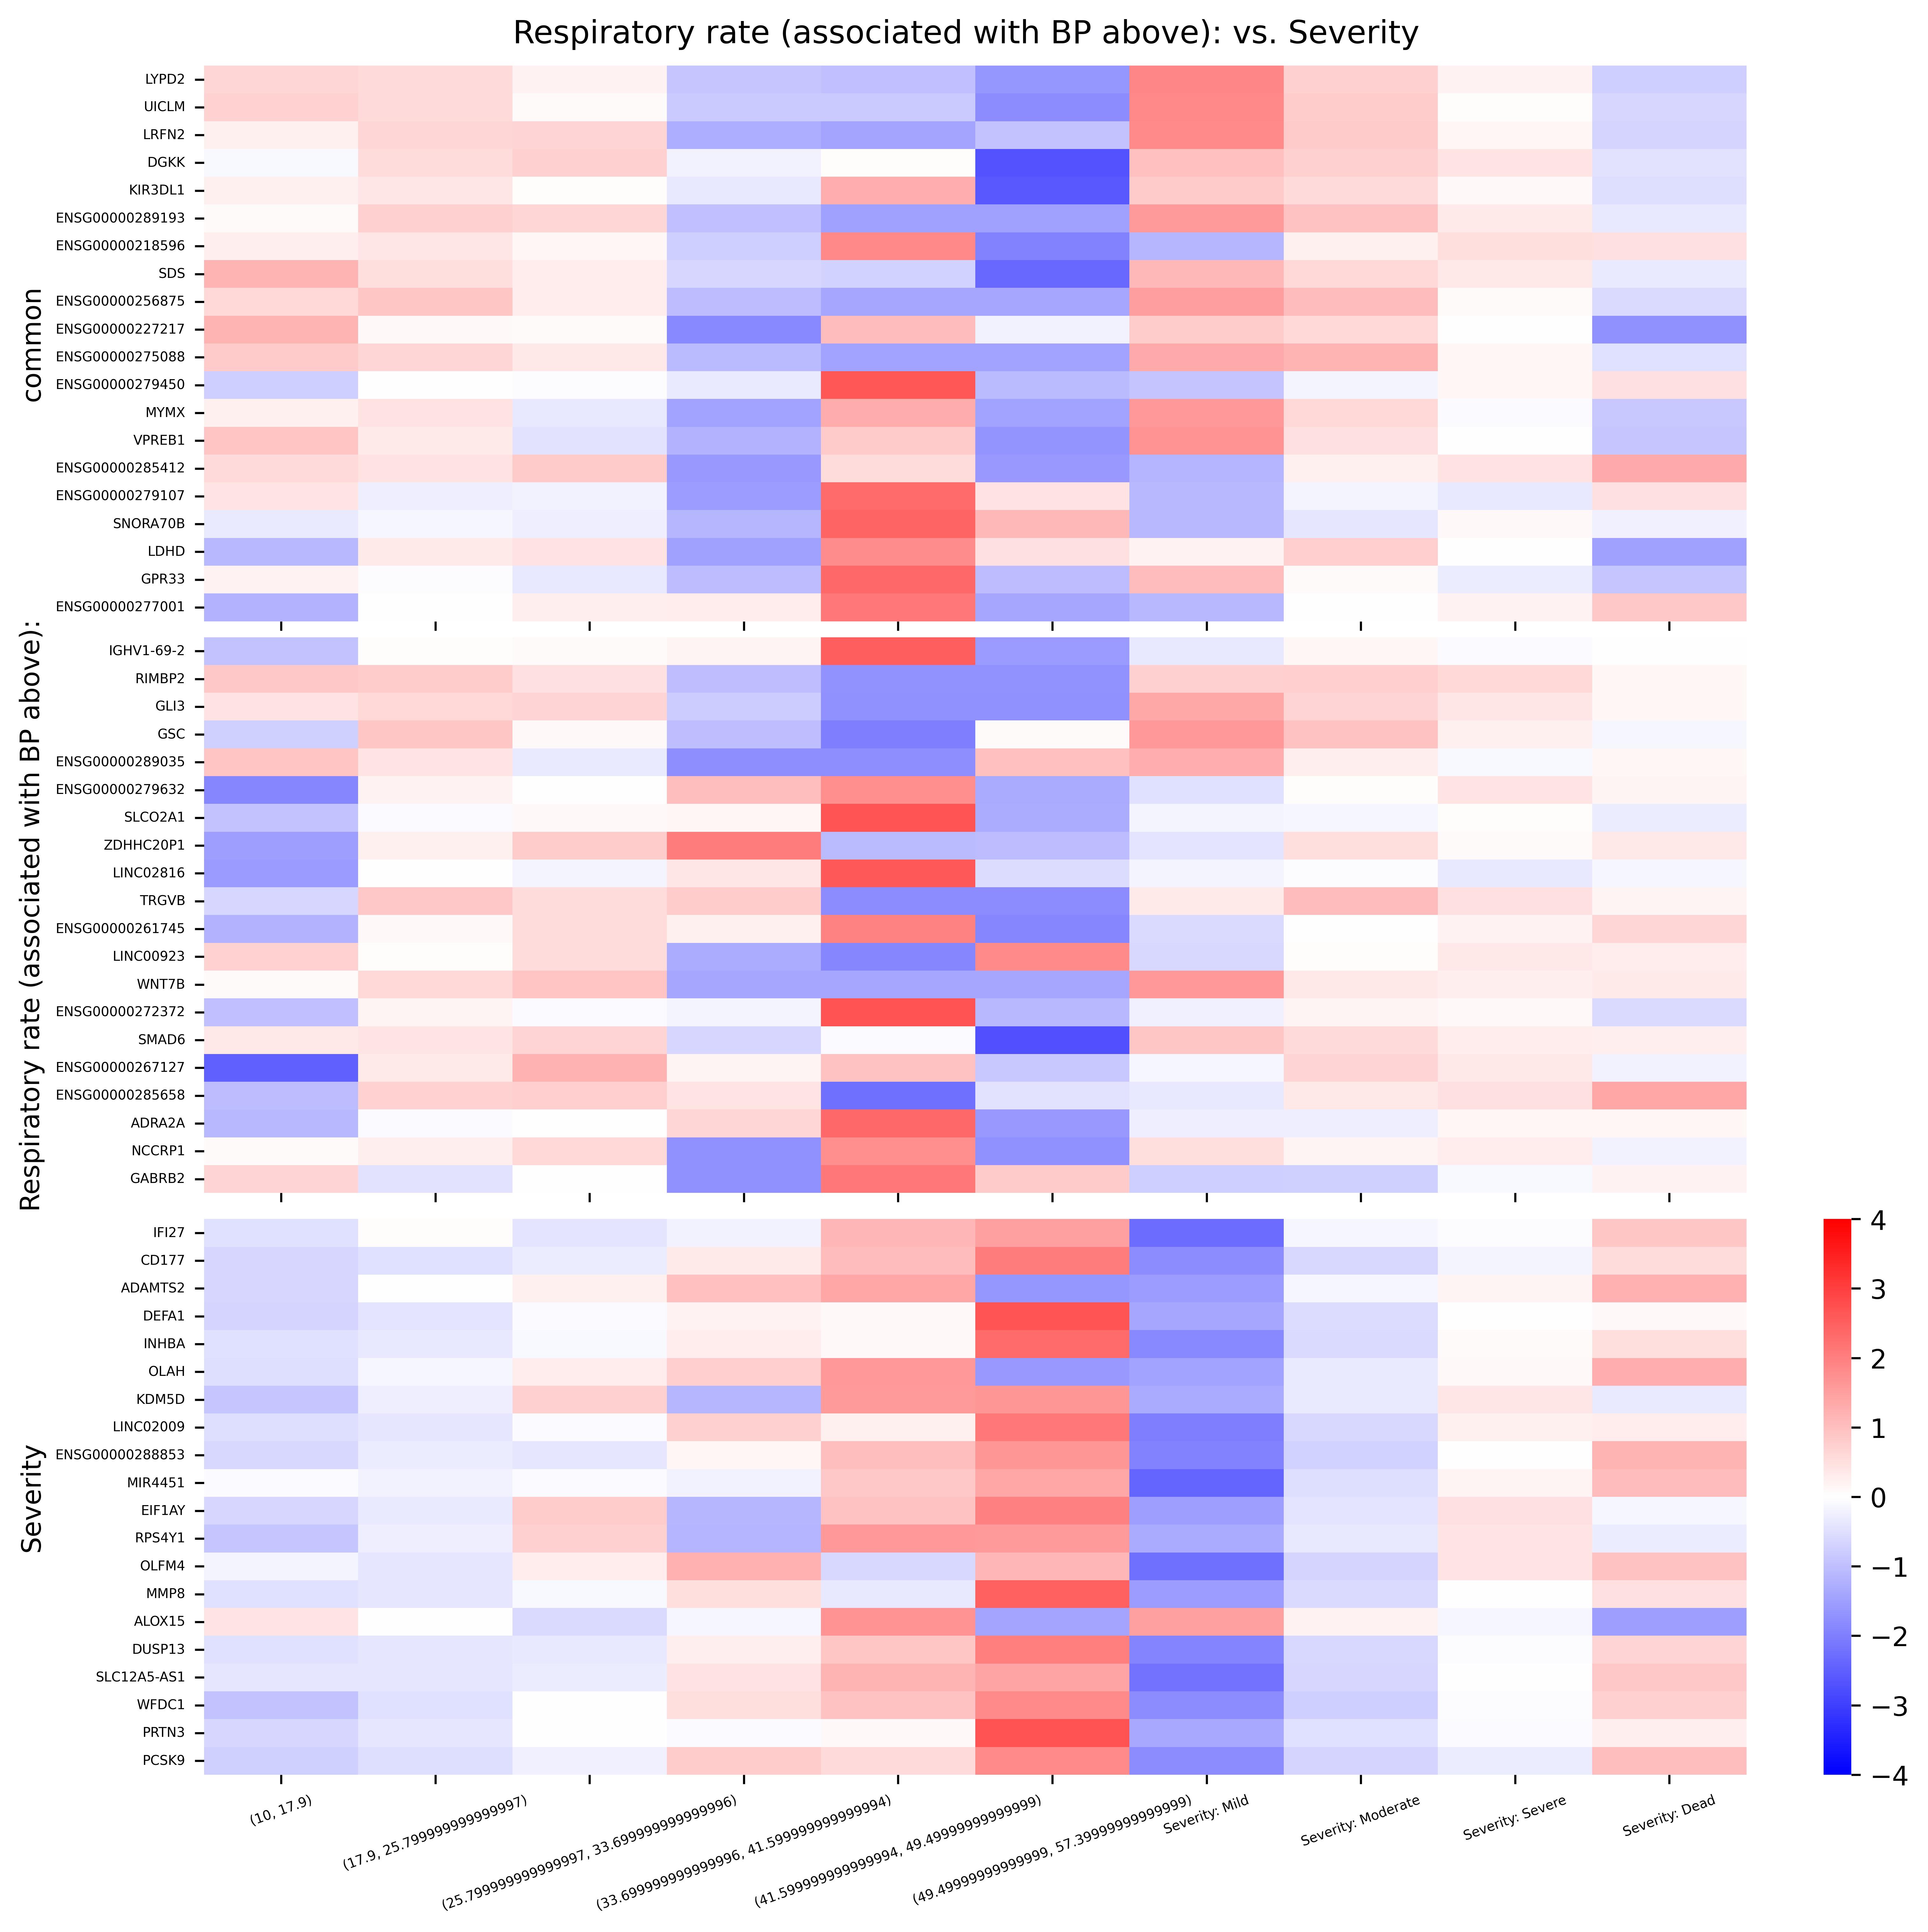 Respiratory rate (associated with BP above): vs. Severity
common
LYPD2
UICLM
LRFN2
DGKK
KIR3DL1
ENSG00000289193
ENSG00000218596
SDS
ENSG00000256875
ENSG00000227217
ENSG00000275088
ENSG00000279450
MYMX
VPREB1
ENSG00000285412
ENSG00000279107
SNORA70B
LDHD
GPR33
ENSG00000277001
Respiratory rate (associated with BP above):
IGHV1-69-2
RIMBP2
GLI3
GSC
ENSG00000289035
ENSG00000279632
SLCO2A1
ZDHHC20P1
LINC02816
TRGVB
ENSG00000261745
LINC00923
WNT7B
ENSG00000272372
SMAD6
ENSG00000267127
ENSG00000285658
ADRA2A
NCCRP1
GABRB2
Severity
IFI27
CD177
ADAMTS2
DEFA1
INHBA
OLAH
KDM5D
LINC02009
ENSG00000288853
MIR4451
EIF1AY
RPS4Y1
OLFM4
MMP8
ALOX15
DUSP13
SLC12A5-AS1
WFDC1
PRTN3
PCSK9
(10, 17.9)
(17.9, 25.799999999999997)
(25.799999999999997, 33.699999999999996)
(33.699999999999996, 41.599999999999994)
(41.599999999999994, 49.49999999999999)
(49.49999999999999, 57.39999999999999)
Severity: Mild
Severity: Moderate
Severity: Severe
Severity: Dead
4
3
2
1
0
−1
−2
−3
−4